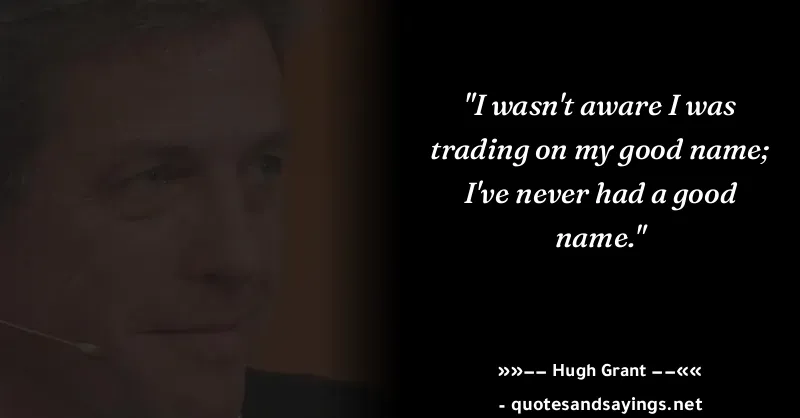 "I wasn't aware I was
trading on my good name;
I've never had a good
name."
»»−− Hugh Grant −−««
- quotesandsayings.net